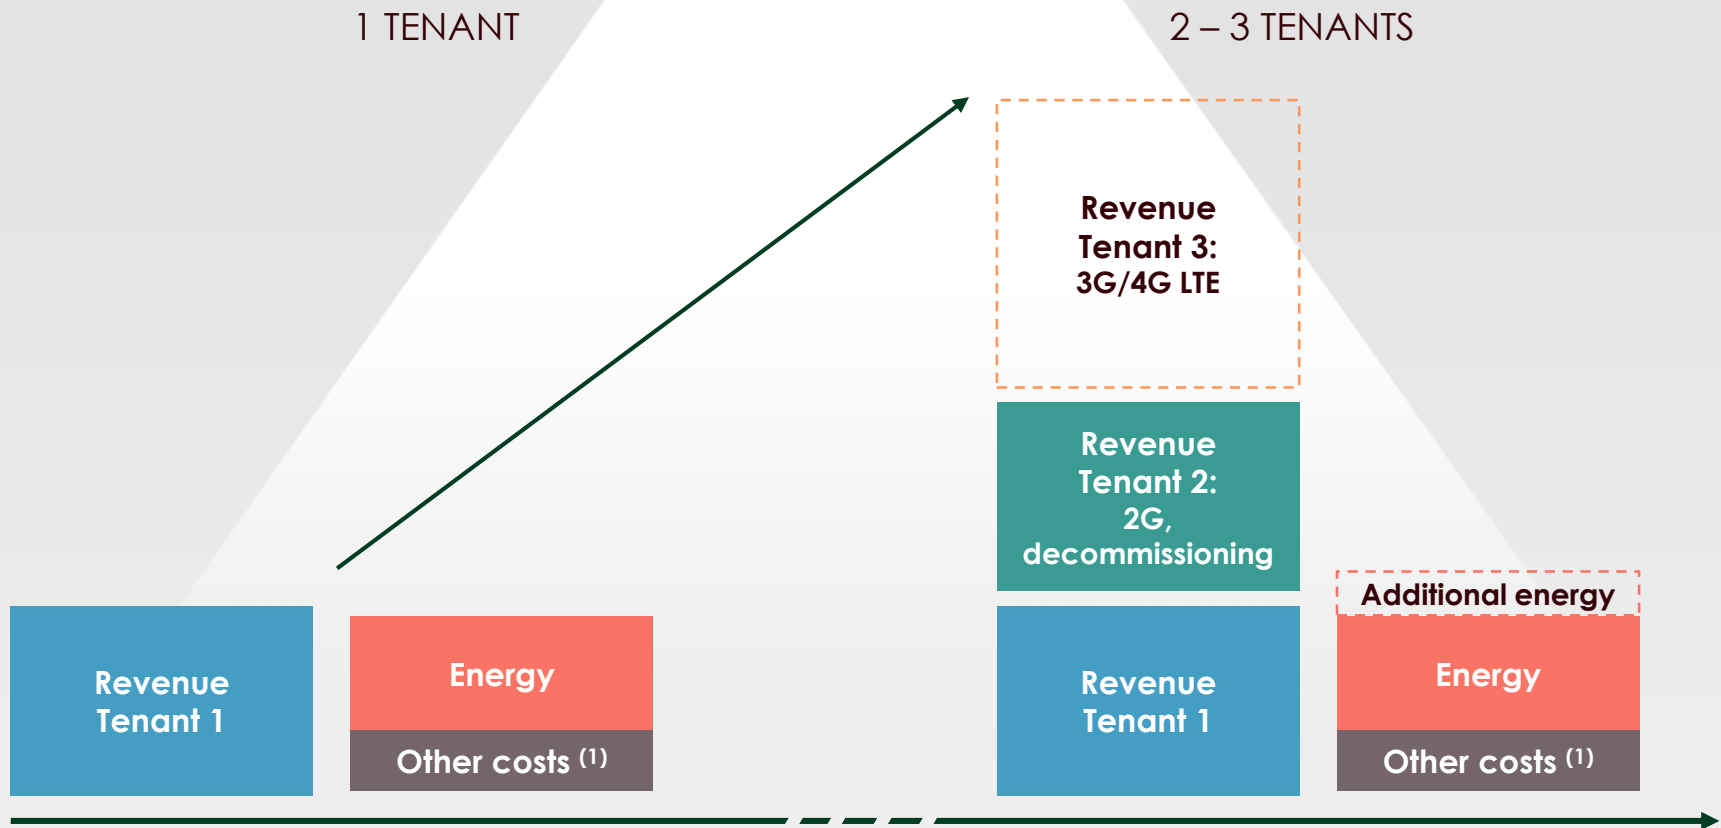 1 TENANT
2 – 3 TENANTS
Revenue
Tenant 3:
3G/4G LTE
Revenue
Tenant 2:
2G,
decommissioning
Revenue
Tenant 1
Energy
Other costs (1)
Revenue
Tenant 1
Additional energy
Energy
Other costs (1)